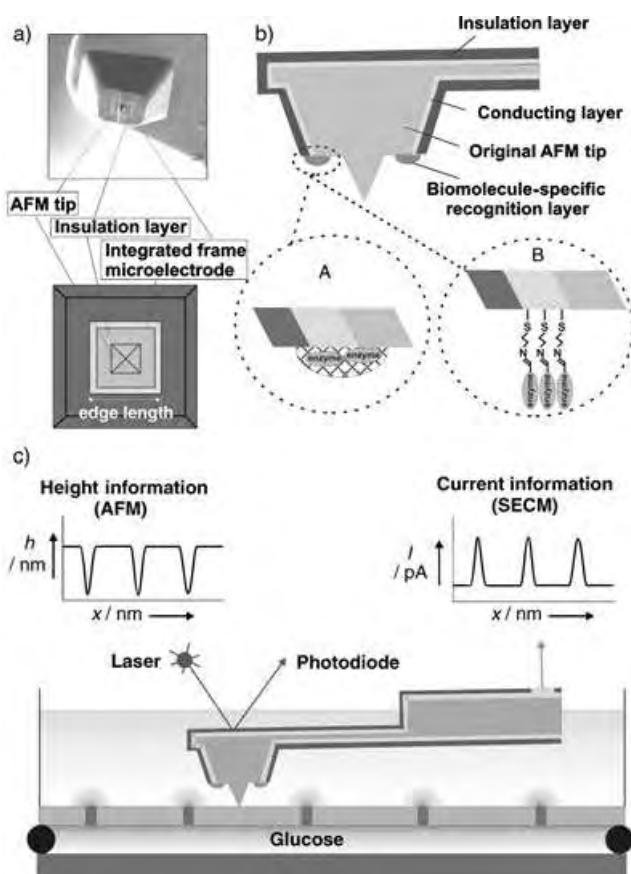 a)
AFM tip
Insulation layer
Integrated frame
microelectrode
edge length
b)
Insulation layer
Conducting layer
Original AFM tip
Biomolecule-specific
recognition layer
A
enzyme enzyme
B
S S S
N N N
enzyme enzyme enzyme
c)
Height information
(AFM)
h
/ nm
x / nm
Current information
(SECM)
I
/ pA
x / nm
Laser
Photodiode
Glucose